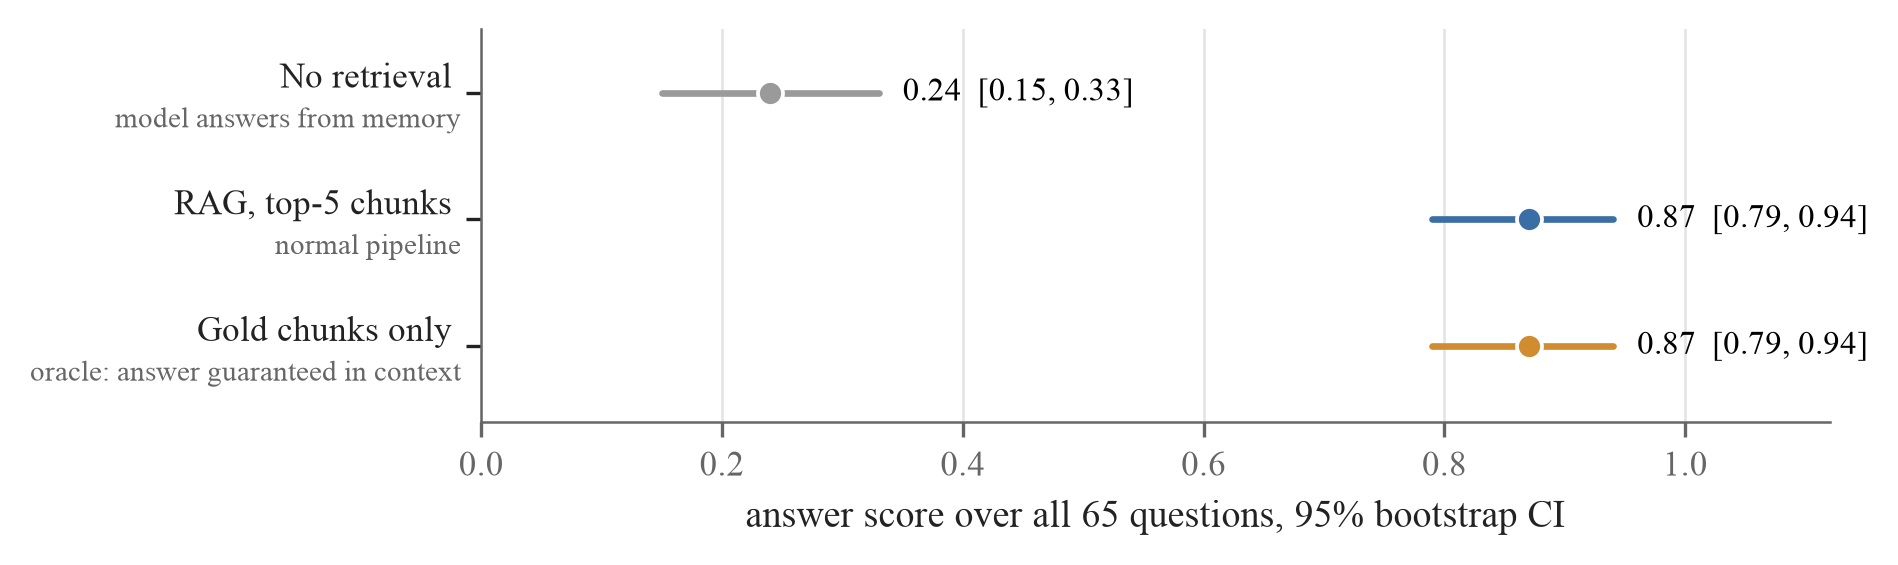 No retrieval
model answers from memory
0.24 [0.15, 0.33]
RAG, top-5 chunks
normal pipeline
0.87 [0.79, 0.94]
Gold chunks only
oracle: answer guaranteed in context
0.87 [0.79, 0.94]
0.0 0.2 0.4 0.6 0.8 1.0
answer score over all 65 questions, 95% bootstrap CI